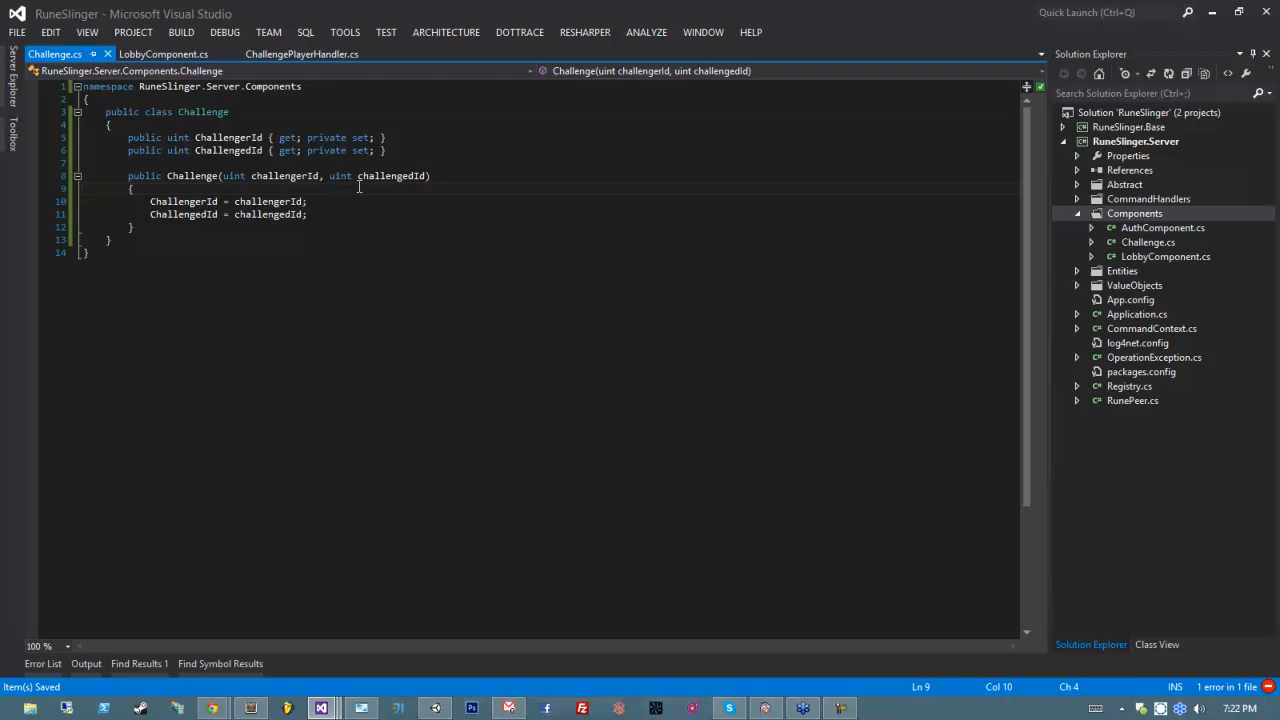 RuneSlinger - Microsoft Visual Studio
Quick Launch (Ctrl+Q)
FILE EDIT VIEW PROJECT BUILD DEBUG TEAM SQL TOOLS TEST ARCHITECTURE DOTTRACE RESHARPER ANALYZE WINDOW HELP
Server Explorer
Toolbox
Challenge.cs LobbyComponent.cs ChallengePlayerHandler.cs
RuneSlinger.Server.Components.Challenge Challenge(uint challengerId, uint challengedId)
1 namespace RuneSlinger.Server.Components
2 {
3 public class Challenge
4 {
5 public uint ChallengerId { get; private set; }
6 public uint ChallengedId { get; private set; }
7
8 public Challenge(uint challengerId, uint challengedId)
9 {
10 ChallengerId = challengerId;
11 ChallengedId = challengedId;
12 }
13 }
14 }
100 %
Solution Explorer
Search Solution Explorer (Ctrl+;)
Solution 'RuneSlinger' (2 projects)
RuneSlinger.Base
RuneSlinger.Server
Properties
References
Abstract
CommandHandlers
Components
AuthComponent.cs
Challenge.cs
LobbyComponent.cs
Entities
ValueObjects
App.config
Application.cs
CommandContext.cs
log4net.config
OperationException.cs
packages.config
Registry.cs
RunePeer.cs
Solution Explorer Class View
Error List Output Find Results 1 Find Symbol Results
Item(s) Saved Ln 9 Col 10 Ch 4 INS 1 error in 1 file
7:22 PM